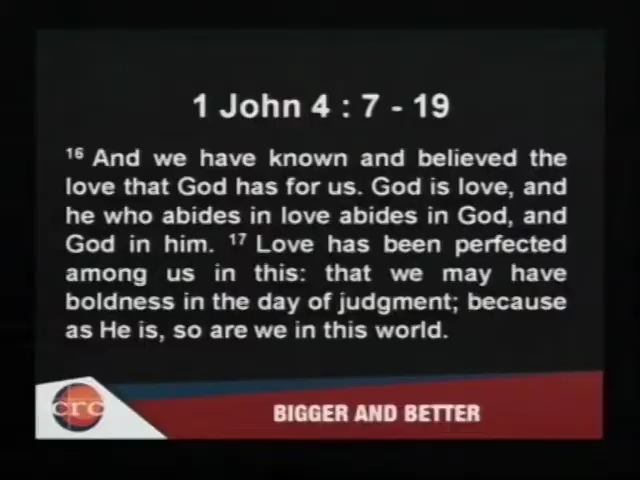 1 John 4 : 7 - 19
16 And we have known and believed the
love that God has for us. God is love, and
he who abides in love abides in God, and
God in him. 17 Love has been perfected
among us in this: that we may have
boldness in the day of judgment; because
as He is, so are we in this world.
crc
BIGGER AND BETTER